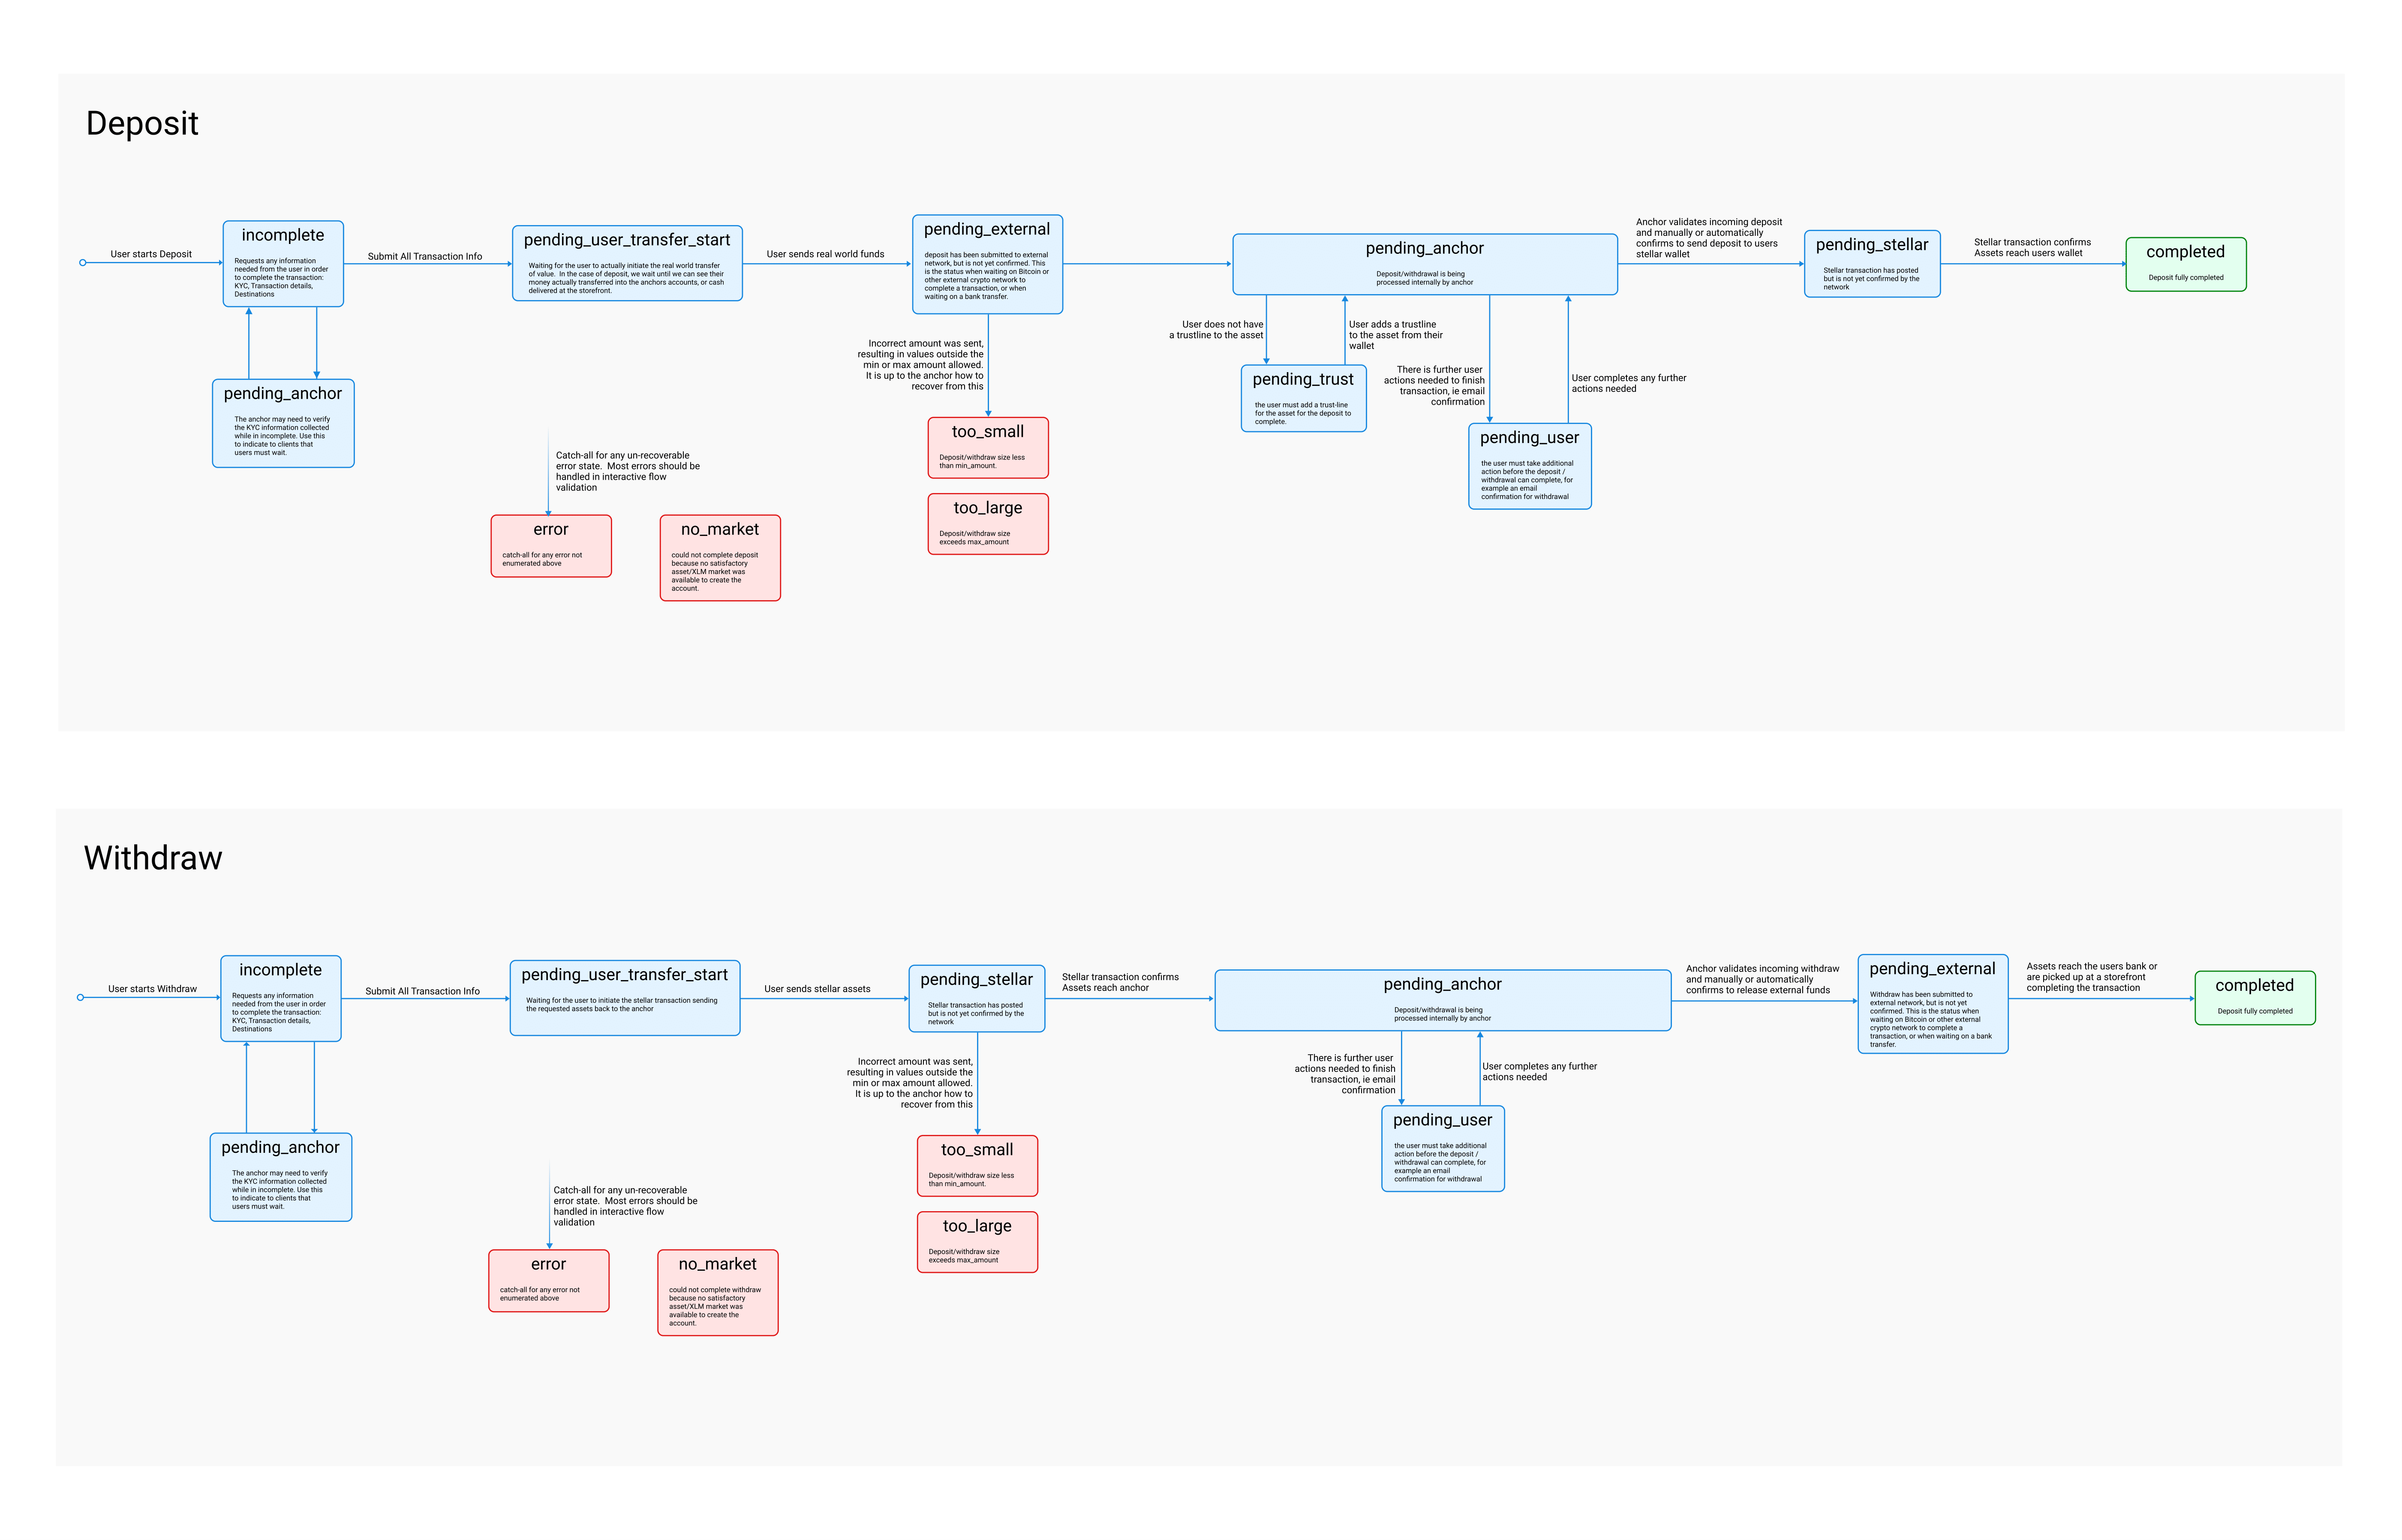 Deposit
User starts Deposit
incomplete
Requests any information
needed from the user in order
to complete the transaction:
KYC, Transaction details,
Destinations
Submit All Transaction Info
pending_user_transfer_start
Waiting for the user to actually initiate the real world transfer
of value.  In the case of deposit, we wait until we can see their
money actually transferred into the anchors accounts, or cash
delivered at the storefront.
User sends real world funds
pending_external
deposit has been submitted to external
network, but is not yet confirmed. This
is the status when waiting on Bitcoin or
other external crypto network to
complete a transaction, or when
waiting on a bank transfer.
pending_anchor
Deposit/withdrawal is being
processed internally by anchor
Anchor validates incoming deposit
and manually or automatically
confirms to send deposit to users
stellar wallet
pending_stellar
Stellar transaction has posted
but is not yet confirmed by the
network
Stellar transaction confirms
Assets reach users wallet
completed
Deposit fully completed
pending_anchor
The anchor may need to verify
the KYC information collected
while in incomplete. Use this
to indicate to clients that
users must wait.
Incorrect amount was sent,
resulting in values outside the
min or max amount allowed.
It is up to the anchor how to
recover from this
User does not have
a trustline to the asset
User adds a trustline
to the asset from their
wallet
pending_trust
the user must add a trust-line
for the asset for the deposit to
complete.
There is further user
actions needed to finish
transaction, ie email
confirmation
User completes any further
actions needed
pending_user
the user must take additional
action before the deposit /
withdrawal can complete, for
example an email
confirmation for withdrawal
too_small
Deposit/withdraw size less
than min_amount.
too_large
Deposit/withdraw size
exceeds max_amount
Catch-all for any un-recoverable
error state.  Most errors should be
handled in interactive flow
validation
error
catch-all for any error not
enumerated above
no_market
could not complete deposit
because no satisfactory
asset/XLM market was
available to create the
account.
Withdraw
User starts Withdraw
incomplete
Requests any information
needed from the user in order
to complete the transaction:
KYC, Transaction details,
Destinations
Submit All Transaction Info
pending_user_transfer_start
Waiting for the user to initiate the stellar transaction sending
the requested assets back to the anchor
User sends stellar assets
pending_stellar
Stellar transaction has posted
but is not yet confirmed by the
network
Stellar transaction confirms
Assets reach anchor
pending_anchor
Deposit/withdrawal is being
processed internally by anchor
Anchor validates incoming withdraw
and manually or automatically
confirms to release external funds
pending_external
Withdraw has been submitted to
external network, but is not yet
confirmed. This is the status when
waiting on Bitcoin or other external
crypto network to complete a
transaction, or when waiting on a bank
transfer.
Assets reach the users bank or
are picked up at a storefront
completing the transaction
completed
Deposit fully completed
pending_anchor
The anchor may need to verify
the KYC information collected
while in incomplete. Use this
to indicate to clients that
users must wait.
Incorrect amount was sent,
resulting in values outside the
min or max amount allowed.
It is up to the anchor how to
recover from this
There is further user
actions needed to finish
transaction, ie email
confirmation
User completes any further
actions needed
pending_user
the user must take additional
action before the deposit /
withdrawal can complete, for
example an email
confirmation for withdrawal
too_small
Deposit/withdraw size less
than min_amount.
too_large
Deposit/withdraw size
exceeds max_amount
Catch-all for any un-recoverable
error state.  Most errors should be
handled in interactive flow
validation
error
catch-all for any error not
enumerated above
no_market
could not complete withdraw
because no satisfactory
asset/XLM market was
available to create the
account.